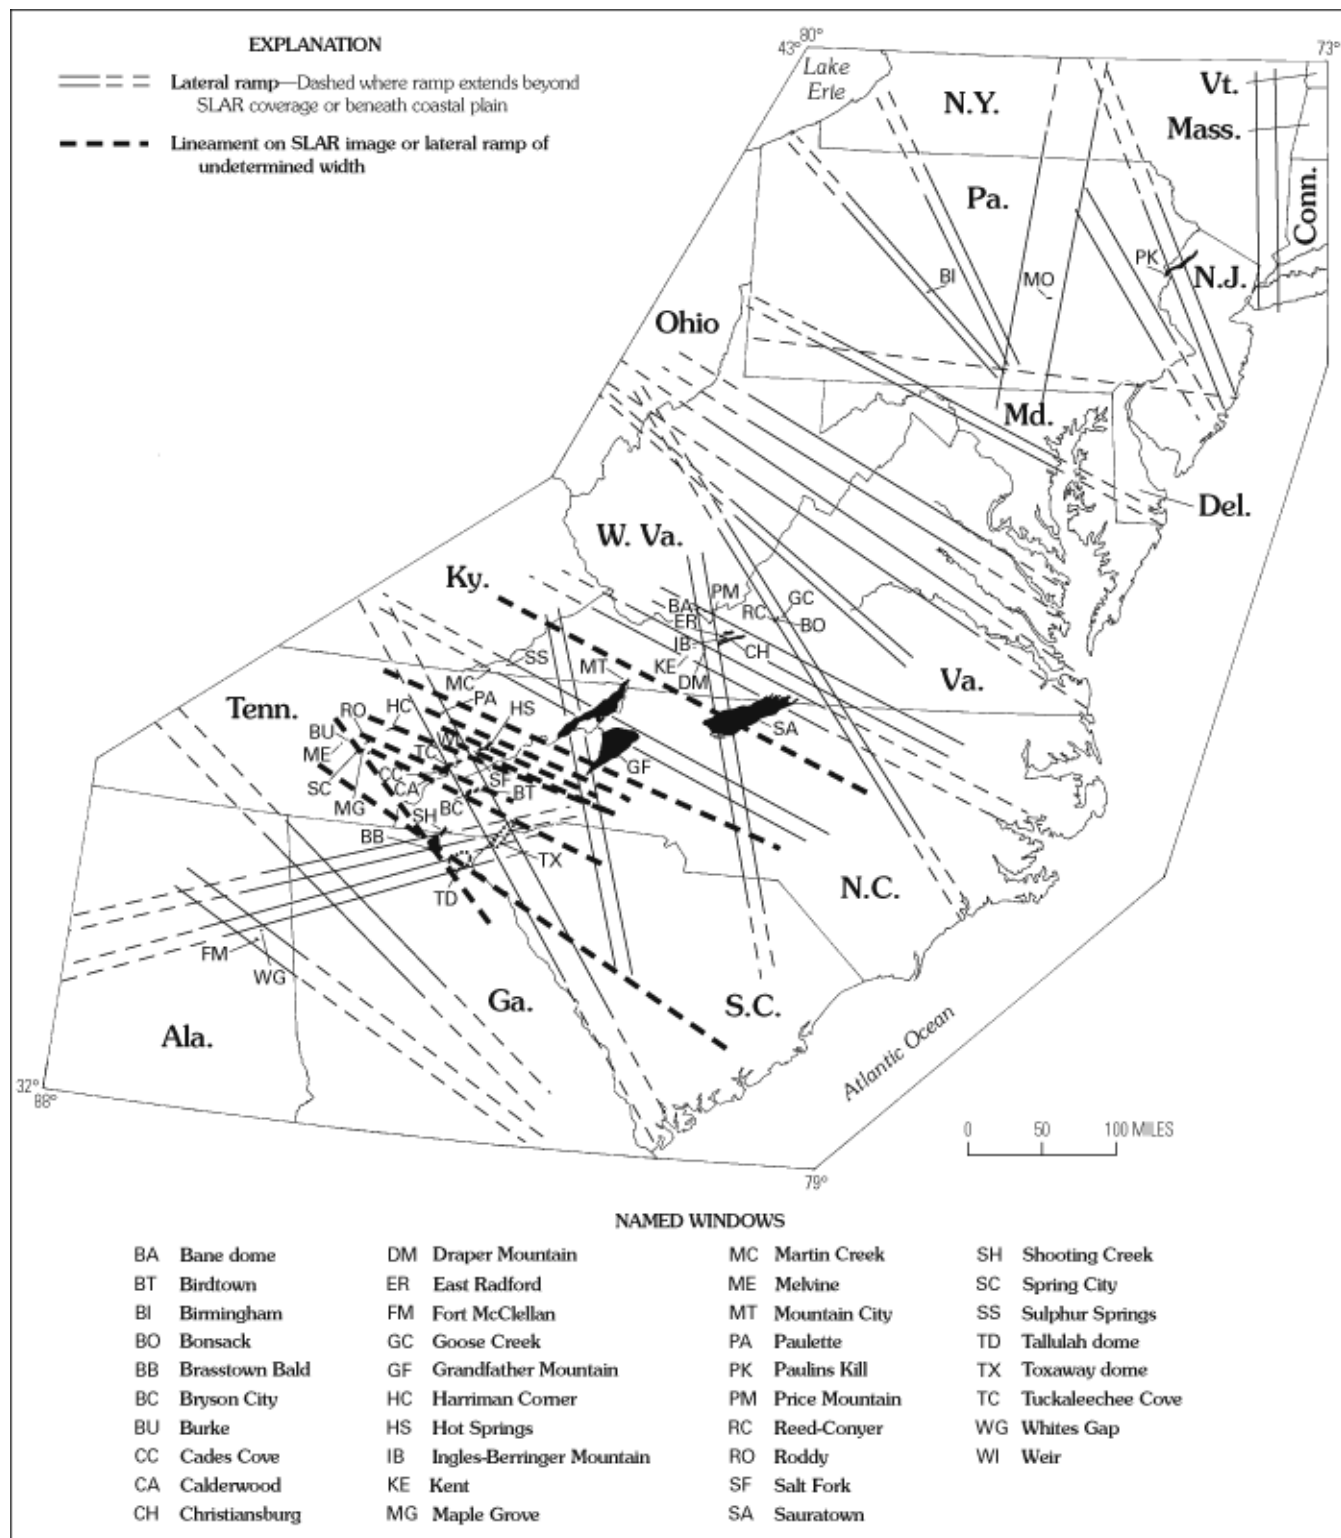 EXPLANATION
Lateral ramp—Dashed where ramp extends beyond
SLAR coverage or beneath coastal plain
Lineament on SLAR image or lateral ramp of
undetermined width
43°
80°
73°
Lake
Erie
N.Y.
Vt.
Mass.
Conn.
Pa.
PK
N.J.
BI
MO
Ohio
Md.
Del.
W. Va.
Ky.
PM
BA
ER
IB
KE
DM
CH
RC
GC
BO
Va.
SS
MC
MT
SA
Tenn.
RO
HC
PA
HS
BU
ME
SC
MG
TC
CC
CA
SF
BT
BC
SH
BB
GF
TX
TD
N.C.
FM
WG
Ga.
S.C.
Ala.
Atlantic Ocean
32°
88°
79°
0 50 100 MILES
NAMED WINDOWS
BA Bane dome
BT Birdtown
BI Birmingham
BO Bonsack
BB Brasstown Bald
BC Bryson City
BU Burke
CC Cades Cove
CA Calderwood
CH Christiansburg
DM Draper Mountain
ER East Radford
FM Fort McClellan
GC Goose Creek
GF Grandfather Mountain
HC Harriman Corner
HS Hot Springs
IB Ingles-Berringer Mountain
KE Kent
MG Maple Grove
MC Martin Creek
ME Melvine
MT Mountain City
PA Paulette
PK Paulins Kill
PM Price Mountain
RC Reed-Conyer
RO Roddy
SF Salt Fork
SA Sauratown
SH Shooting Creek
SC Spring City
SS Sulphur Springs
TD Tallulah dome
TX Toxaway dome
TC Tuckaleechee Cove
WG Whites Gap
WI Weir